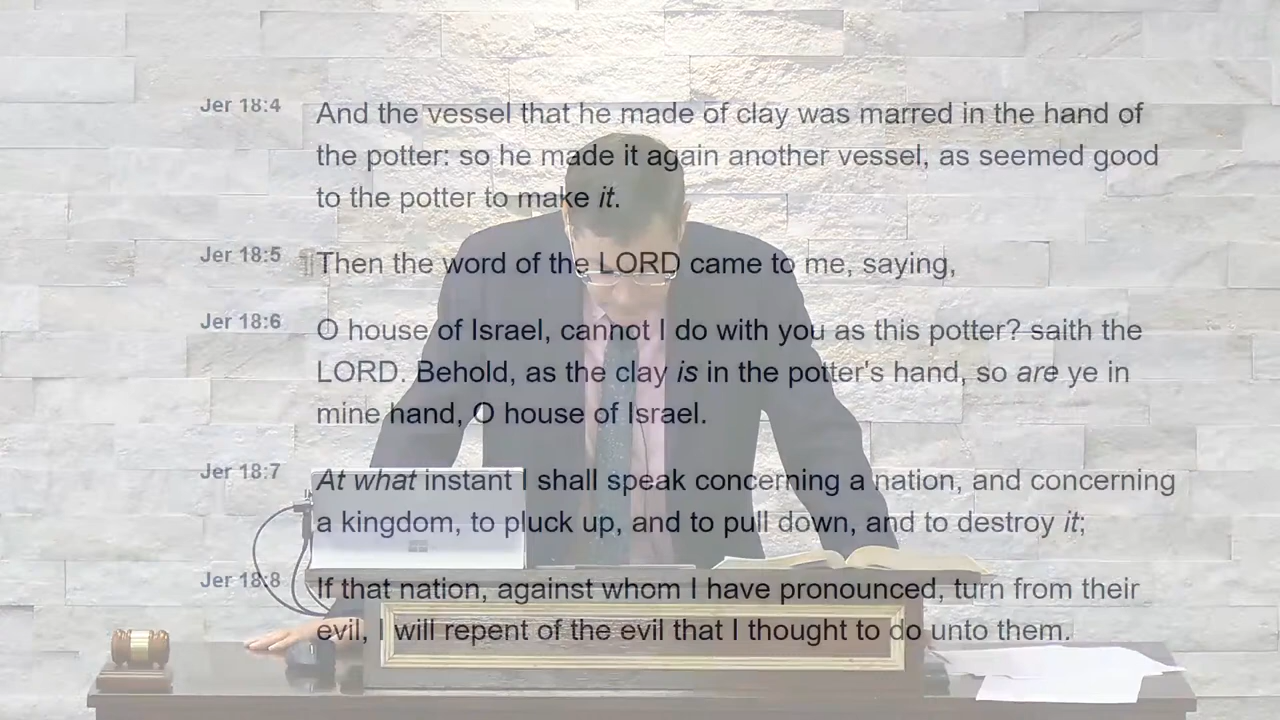 Jer 18:4 And the vessel that he made of clay was marred in the hand of
the potter: so he made it again another vessel, as seemed good
to the potter to make it.
Jer 18:5 Then the word of the LORD came to me, saying,
Jer 18:6 O house of Israel, cannot I do with you as this potter? saith the
LORD. Behold, as the clay is in the potter's hand, so are ye in
mine hand, O house of Israel.
Jer 18:7 At what instant I shall speak concerning a nation, and concerning
a kingdom, to pluck up, and to pull down, and to destroy it;
Jer 18:8 If that nation, against whom I have pronounced, turn from their
evil, I will repent of the evil that I thought to do unto them.